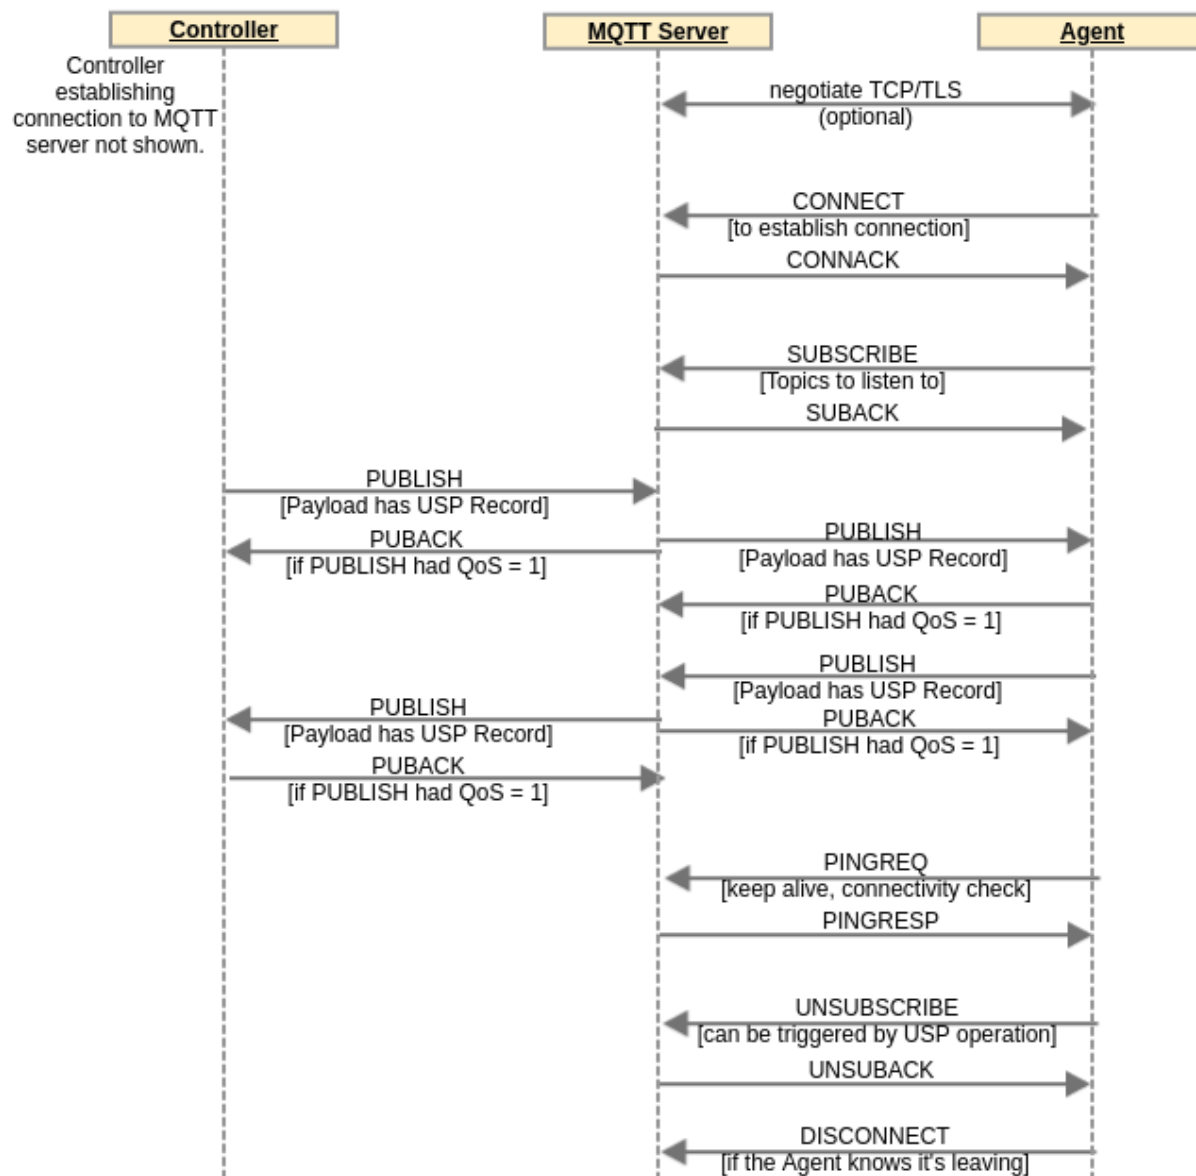 Controller
MQTT Server
Agent
Controller
establishing
connection to MQTT
server not shown.
negotiate TCP/TLS
(optional)
CONNECT
[to establish connection]
CONNACK
SUBSCRIBE
[Topics to listen to]
SUBACK
PUBLISH
[Payload has USP Record]
PUBLISH
[Payload has USP Record]
PUBACK
[if PUBLISH had QoS = 1]
PUBACK
[if PUBLISH had QoS = 1]
PUBLISH
[Payload has USP Record]
PUBLISH
[Payload has USP Record]
PUBACK
[if PUBLISH had QoS = 1]
PUBACK
[if PUBLISH had QoS = 1]
PINGREQ
[keep alive, connectivity check]
PINGRESP
UNSUBSCRIBE
[can be triggered by USP operation]
UNSUBACK
DISCONNECT
[if the Agent knows it's leaving]